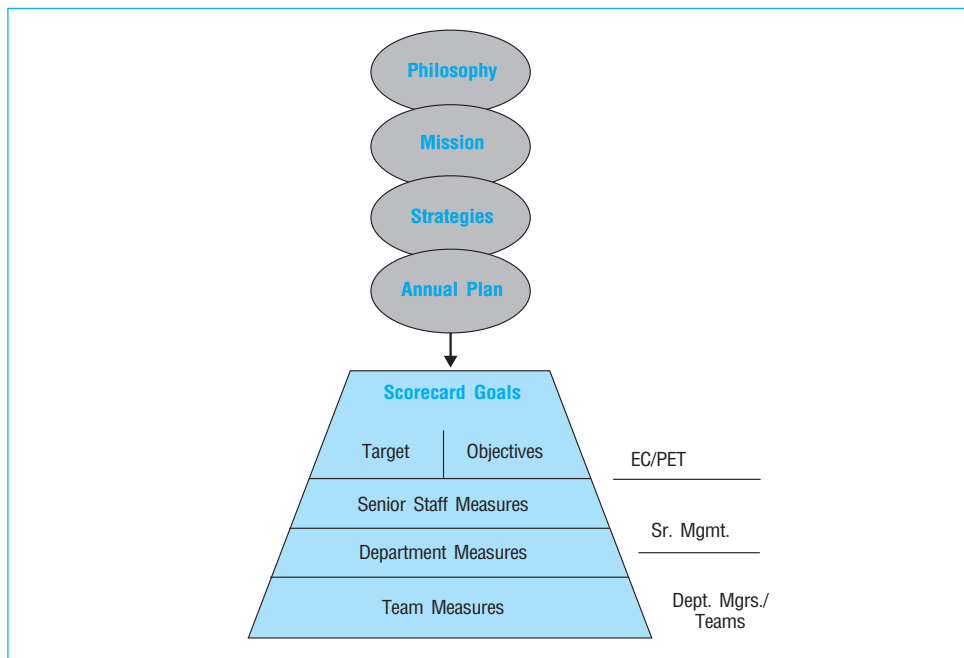 Philosophy
Mission
Strategies
Annual Plan
Scorecard Goals
Target Objectives
EC/PET
Senior Staff Measures
Sr. Mgmt.
Department Measures
Team Measures
Dept. Mgrs./
Teams